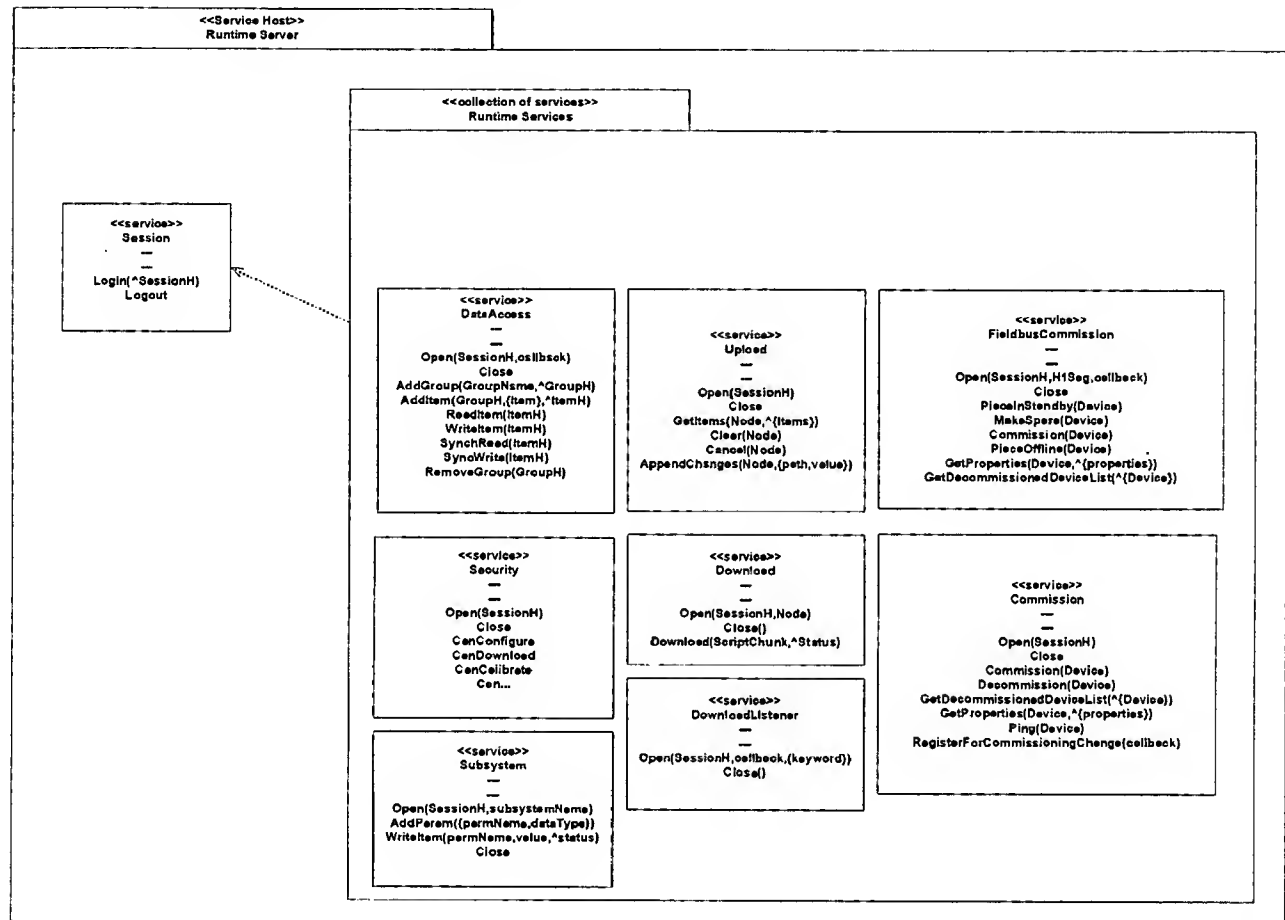 <<Service Host>>
Runtime Server
<<collection of services>>
Runtime Services
<<service>>
Session
—
—
Login(^SessionH)
Logout
<<service>>
DataAccess
—
—
Open(SessionH,callback)
Close
AddGroup(GroupName,^GroupH)
AddItem(GroupH,{Item},^ItemH)
ReadItem(ItemH)
WriteItem(ItemH)
SynchRead(ItemH)
SyncWrite(ItemH)
RemoveGroup(GroupH)
<<service>>
Upload
—
—
Open(SessionH)
Close
GetItems(Node,^{Items})
Clear(Node)
Cancel(Node)
AppendChanges(Node,{path,value})
<<service>>
FieldbusCommission
—
—
Open(SessionH,H1Seg,callback)
Close
PlaceInStandby(Device)
MakeSpare(Device)
Commission(Device)
PlaceOffline(Device)
GetProperties(Device,^{properties})
GetDecommissionedDeviceList(^{Device})
<<service>>
Security
—
—
Open(SessionH)
Close
CanConfigure
CanDownload
CanCalibrate
Can...
<<service>>
Download
—
—
Open(SessionH,Node)
Close()
Download(ScriptChunk,^Status)
<<service>>
Commission
—
—
Open(SessionH)
Close
Commission(Device)
Decommission(Device)
GetDecommissionedDeviceList(^{Device})
GetProperties(Device,^{properties})
Ping(Device)
RegisterForCommissioningChange(callback)
<<service>>
DownloadListener
—
—
Open(SessionH,callback,{keyword})
Close()
<<service>>
Subsystem
—
—
Open(SessionH,subsystemName)
AddParam({parmName,dataType})
WriteItem(parmName,value,^status)
Close